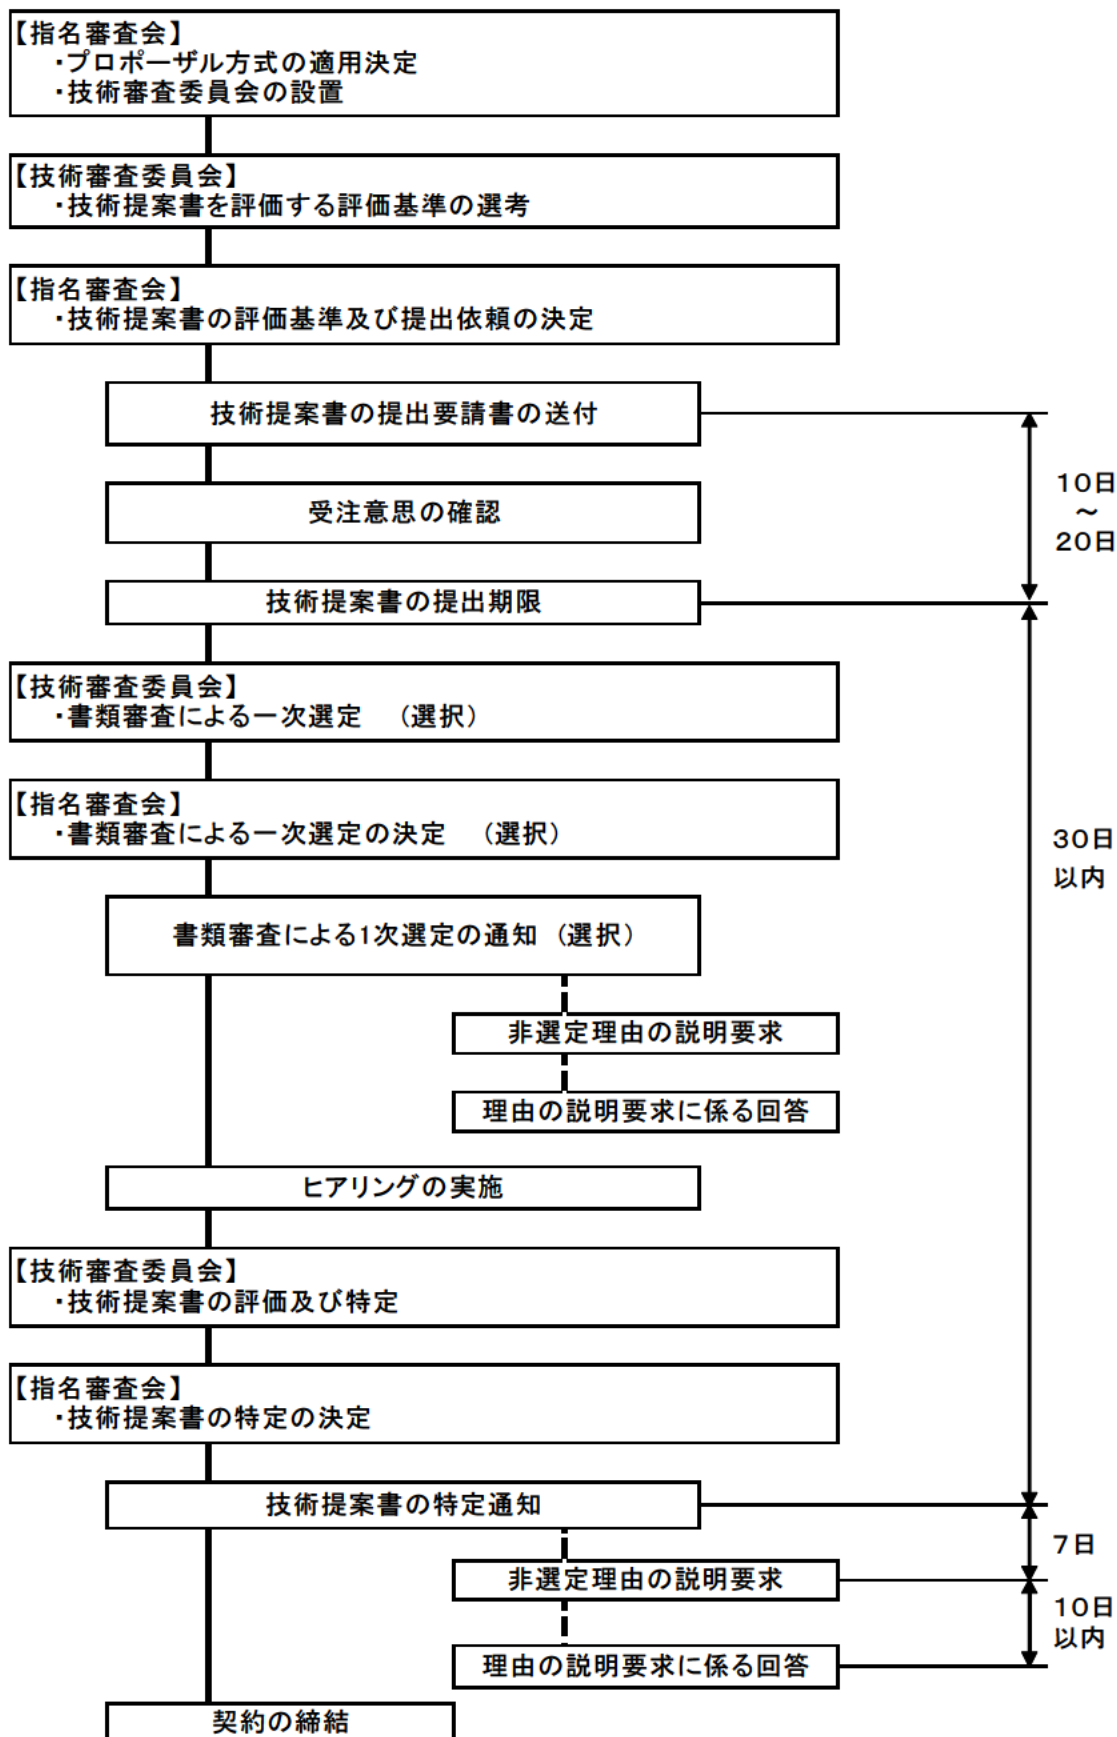 【指名審査会】
・プロポーザル方式の適用決定
・技術審査委員会の設置
【技術審査委員会】
・技術提案書を評価する評価基準の選考
【指名審査会】
・技術提案書の評価基準及び提出依頼の決定
技術提案書の提出要請書の送付
10日
～
20日
受注意思の確認
技術提案書の提出期限
【技術審査委員会】
・書類審査による一次選定　（選択）
【指名審査会】
・書類審査による一次選定の決定　（選択）
30日
以内
書類審査による1次選定の通知（選択）
非選定理由の説明要求
理由の説明要求に係る回答
ヒアリングの実施
【技術審査委員会】
・技術提案書の評価及び特定
【指名審査会】
・技術提案書の特定の決定
技術提案書の特定通知
7日
非選定理由の説明要求
10日
以内
理由の説明要求に係る回答
契約の締結